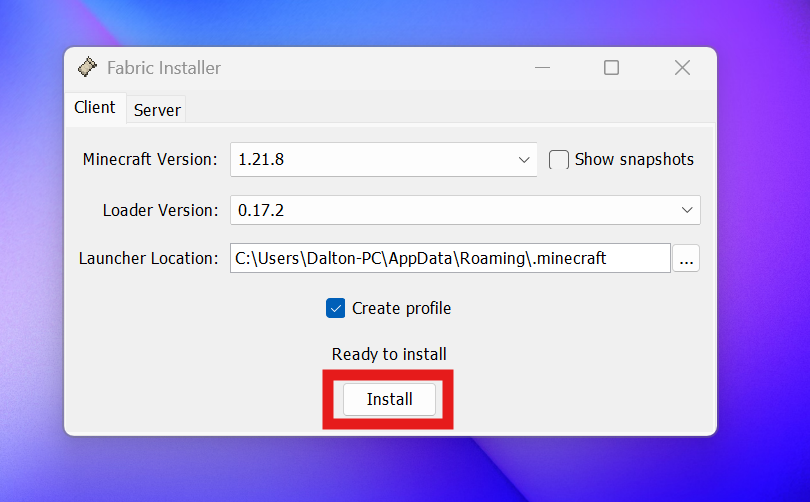 Fabric Installer
Client Server
Minecraft Version: 1.21.8 Show snapshots
Loader Version: 0.17.2
Launcher Location: C:\Users\Dalton-PC\AppData\Roaming\.minecraft ...
Create profile
Ready to install
Install